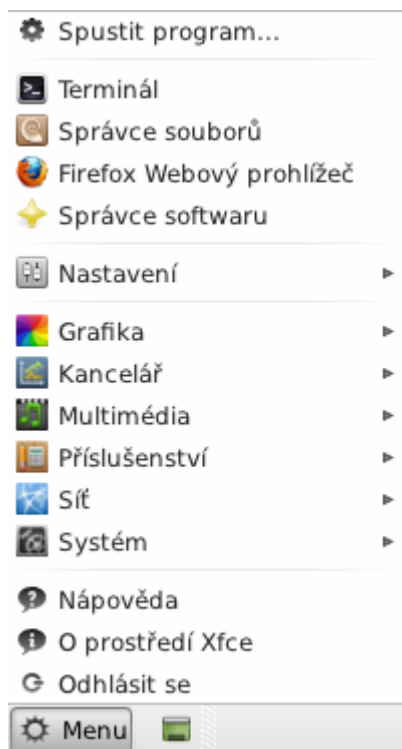 Spustit program...
Terminál
Správce souborů
Firefox Webový prohlížeč
Správce softwaru
Nastavení
Grafika
Kancelář
Multimédia
Příslušenství
Síť
Systém
Nápověda
O prostředí Xfce
Odhlásit se
Menu